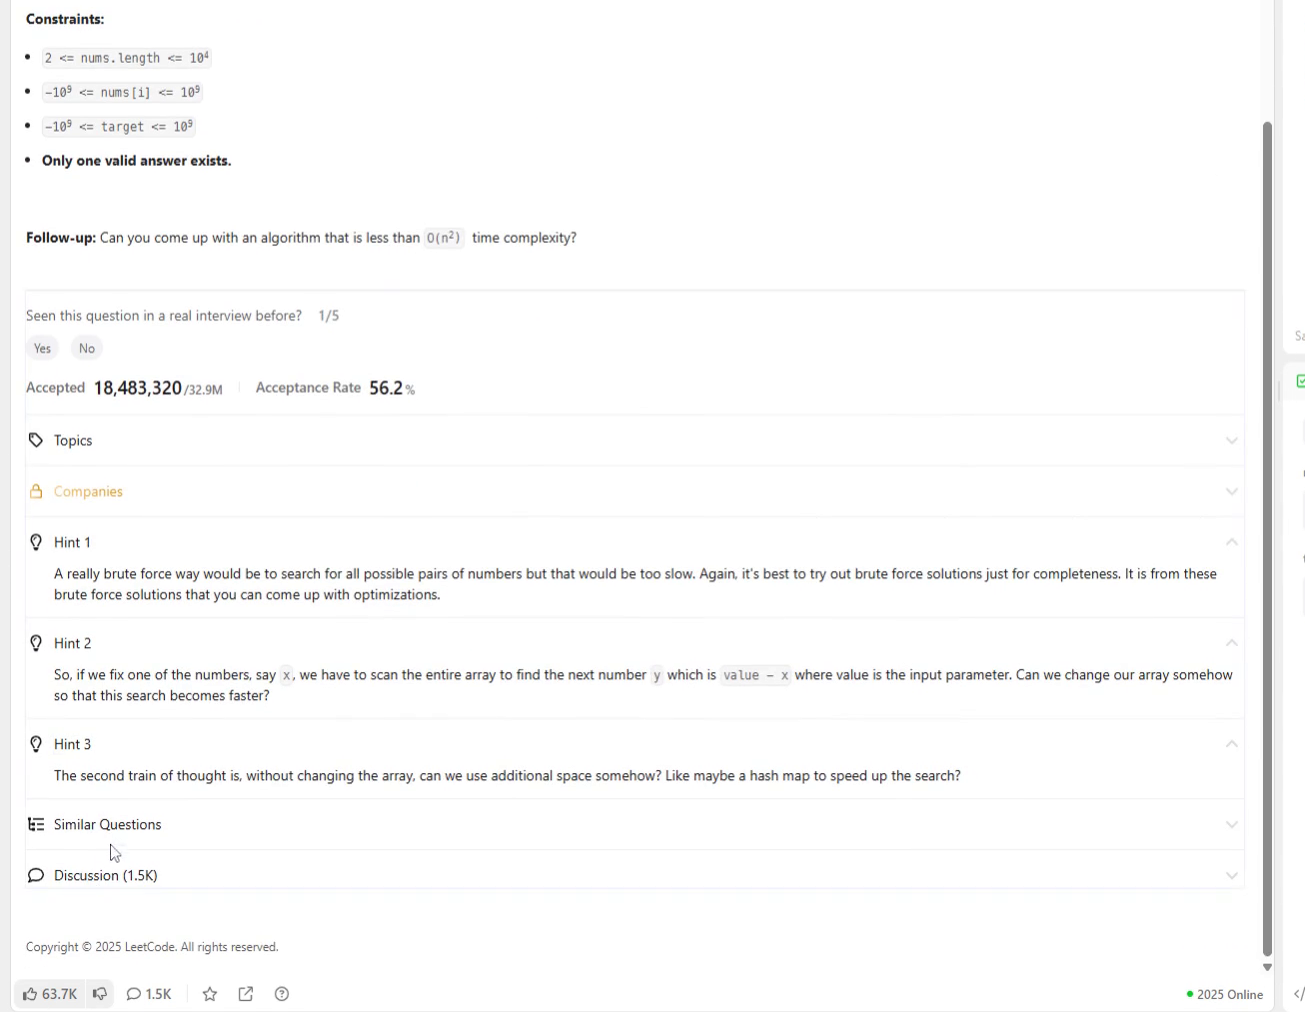 Constraints:
2 <= nums.length <= 10⁴
-10⁹ <= nums[i] <= 10⁹
-10⁹ <= target <= 10⁹
Only one valid answer exists.
Follow-up: Can you come up with an algorithm that is less than O(n²) time complexity?
Seen this question in a real interview before? 1/5
Yes No
Accepted 18,483,320/32.9M Acceptance Rate 56.2%
Topics
Companies
Hint 1
A really brute force way would be to search for all possible pairs of numbers but that would be too slow. Again, it's best to try out brute force solutions just for completeness. It is from these
brute force solutions that you can come up with optimizations.
Hint 2
So, if we fix one of the numbers, say x, we have to scan the entire array to find the next number y which is value - x where value is the input parameter. Can we change our array somehow
so that this search becomes faster?
Hint 3
The second train of thought is, without changing the array, can we use additional space somehow? Like maybe a hash map to speed up the search?
Similar Questions
Discussion (1.5K)
Copyright © 2025 LeetCode. All rights reserved.
63.7K 1.5K 2025 Online